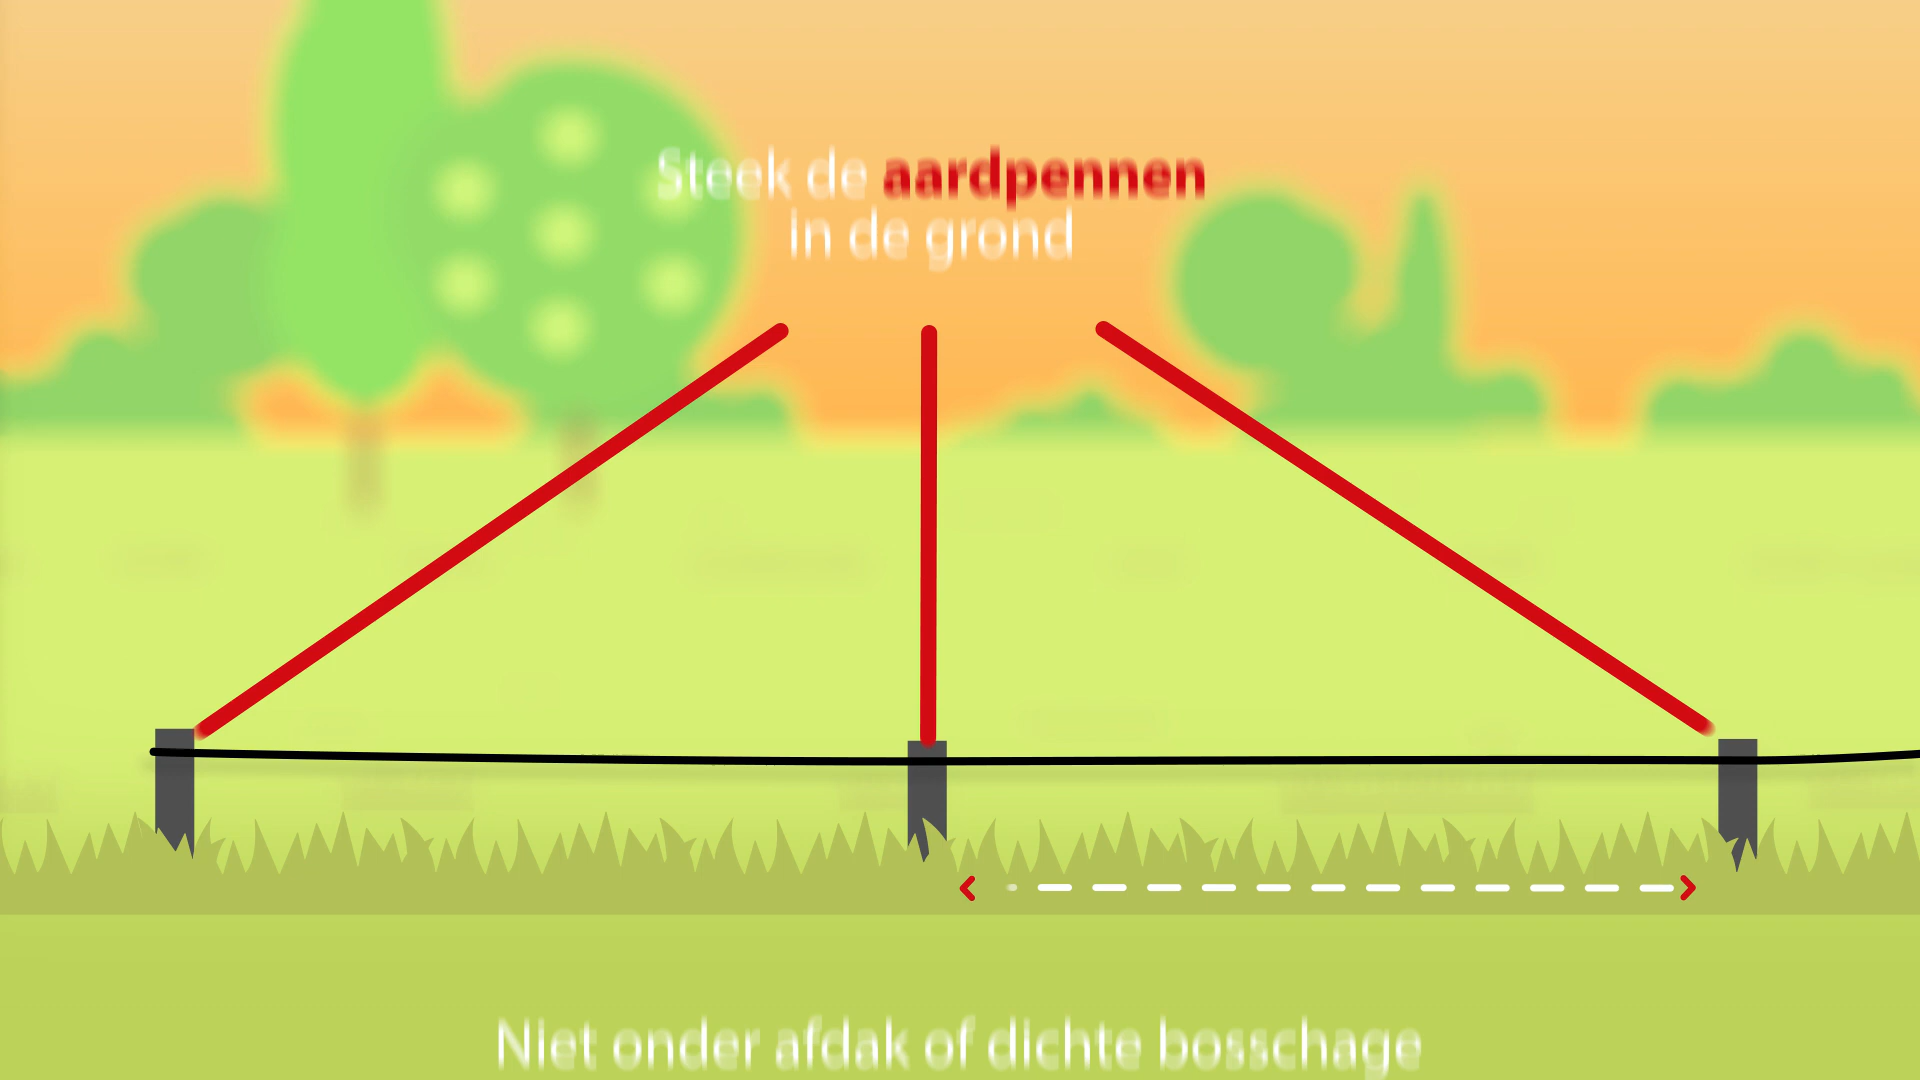 Steek de aardpennen
in de grond
Niet onder afdak of dichte bosschage